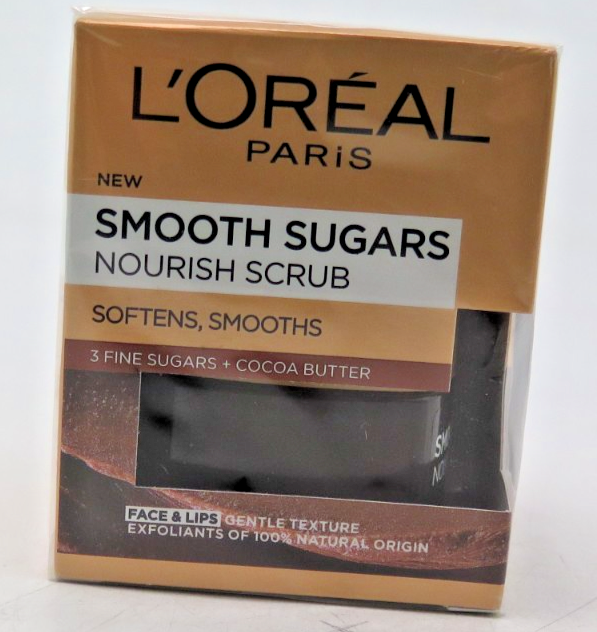 L'ORÉAL
PARiS
NEW
SMOOTH SUGARS
NOURISH SCRUB
SOFTENS, SMOOTHS
3 FINE SUGARS + COCOA BUTTER
FACE & LIPS GENTLE TEXTURE
EXFOLIANTS OF 100% NATURAL ORIGIN